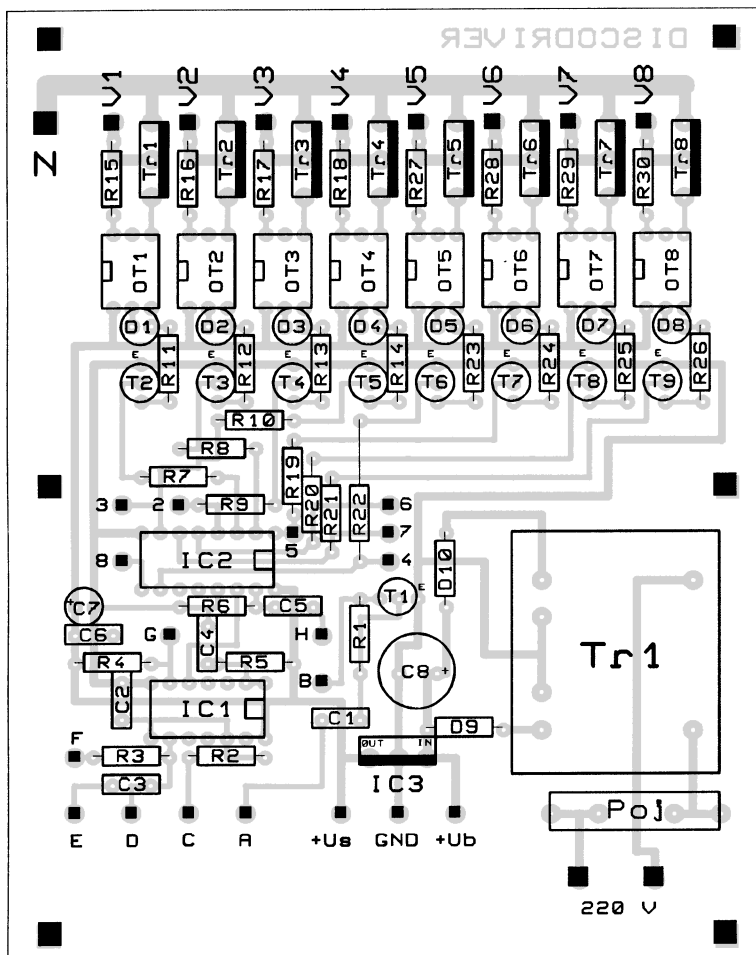 DISCODRIVER
V1 V2 V3 V4 V5 V6 V7 V8
N
R15 Tr1 R16 Tr2 R17 Tr3 R18 Tr4 R27 Tr5 R28 Tr6 R29 Tr7 R30 Tr8
OT1 OT2 OT3 OT4 OT5 OT6 OT7 OT8
D1 D2 D3 D4 D5 D6 D7 D8
R11 R12 R13 R14 R23 R24 R25 R26
E E E E E E E E
T2 T3 T4 T5 T6 T7 T8 T9
R10
R8
R7 R19
3 2 R9 R20 R21 R22 6
5 7
8 IC2 4
D10
T1 E
+C7 R6 C5
C6 G C4 H R1
R4 R5 C8 + Tr1
C2 B
IC1 C1 D9
F OUT IN
R3 R2
C3 IC3
Poj
E D C A +Us GND +Ub
220 V